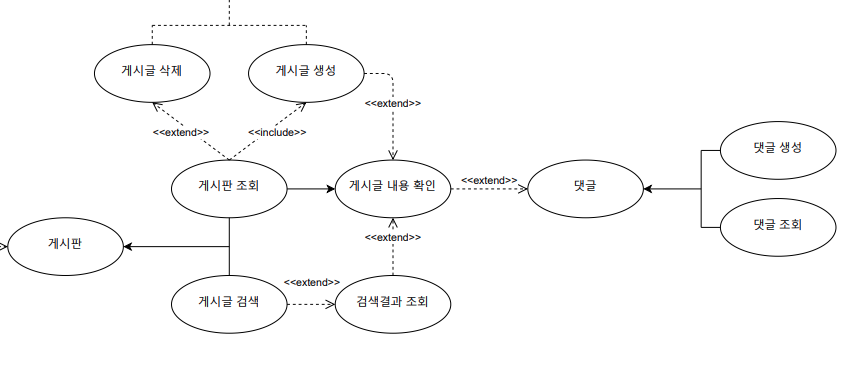 게시글 삭제
게시글 생성
<<extend>>
<<extend>>
<<include>>
게시판 조회
게시글 내용 확인
<<extend>>
댓글
댓글 생성
댓글 조회
게시판
<<extend>>
게시글 검색
<<extend>>
검색결과 조회